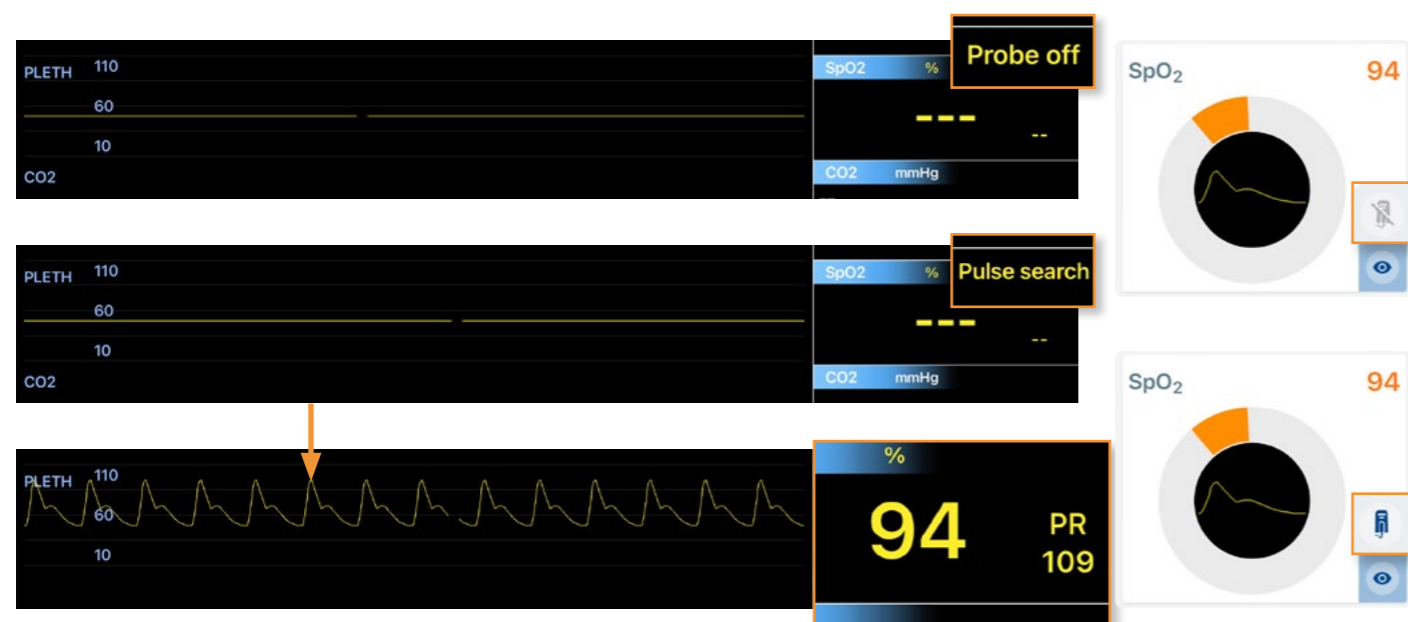 Probe off
PLETH 110
60
10
CO2
SpO2 %
--- --
CO2 mmHg
SpO₂ 94
Pulse search
PLETH 110
60
10
CO2
SpO2 %
--- --
CO2 mmHg
SpO₂ 94
PLETH 110
60
10
%
94 PR
109